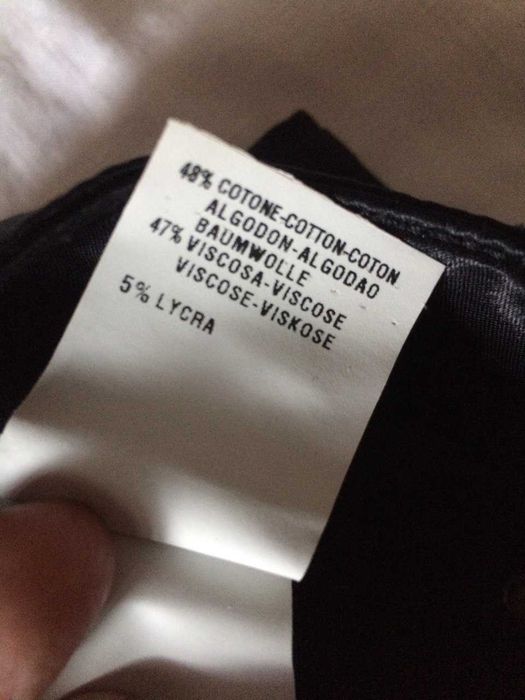 48% COTONE-COTTON-COTON
ALGODON-ALGODAO
BAUMWOLLE
47% VISCOSA-VISCOSE
VISCOSE-VISKOSE
5% LYCRA